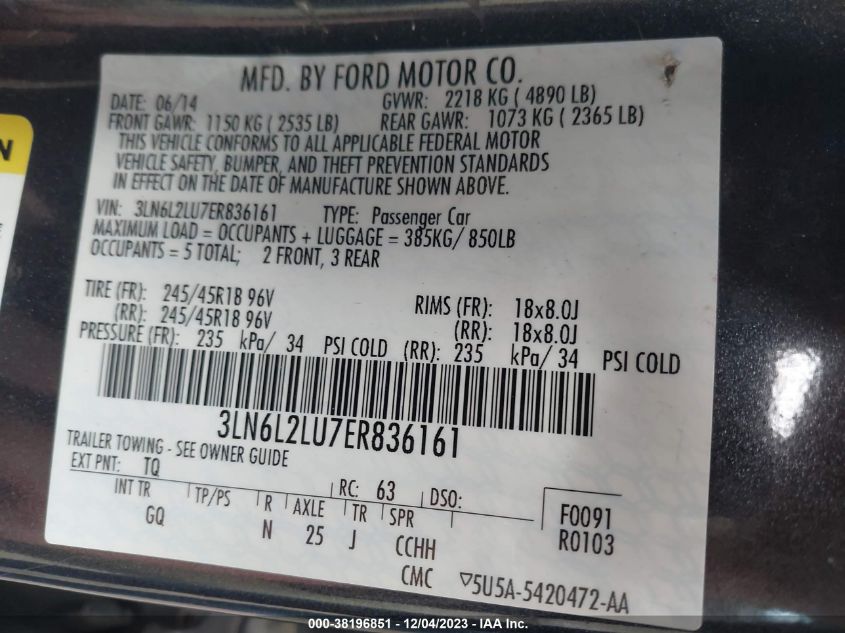 N
MFD. BY FORD MOTOR CO.
DATE: 06/14 GVWR: 2218 KG ( 4890 LB)
FRONT GAWR: 1150 KG ( 2535 LB) REAR GAWR: 1073 KG ( 2365 LB)
THIS VEHICLE CONFORMS TO ALL APPLICABLE FEDERAL MOTOR
VEHICLE SAFETY, BUMPER, AND THEFT PREVENTION STANDARDS
IN EFFECT ON THE DATE OF MANUFACTURE SHOWN ABOVE.
VIN: 3LN6L2LU7ER836161 TYPE: Passenger Car
MAXIMUM LOAD = OCCUPANTS + LUGGAGE = 385KG/ 850LB
OCCUPANTS = 5 TOTAL; 2 FRONT, 3 REAR
TIRE (FR): 245/45R18 96V RIMS (FR): 18x8.0J
(RR): 245/45R18 96V (RR): 18x8.0J
PRESSURE (FR): 235 kPa/ 34 PSI COLD (RR): 235 kPa/ 34 PSI COLD
3LN6L2LU7ER836161
TRAILER TOWING - SEE OWNER GUIDE
EXT PNT: TQ RC: 63 DSO:
INT TR TP/PS R AXLE TR SPR F0091
GQ N 25 J CCHH R0103
CMC ▽5U5A-5420472-AA
000-38196851 - 12/04/2023 - IAA Inc.